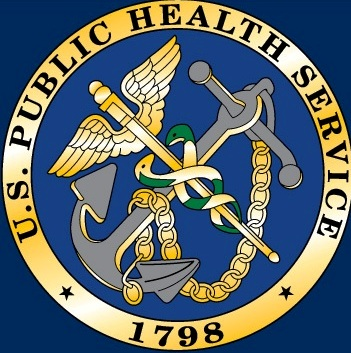 U.S. PUBLIC HEALTH SERVICE
1798